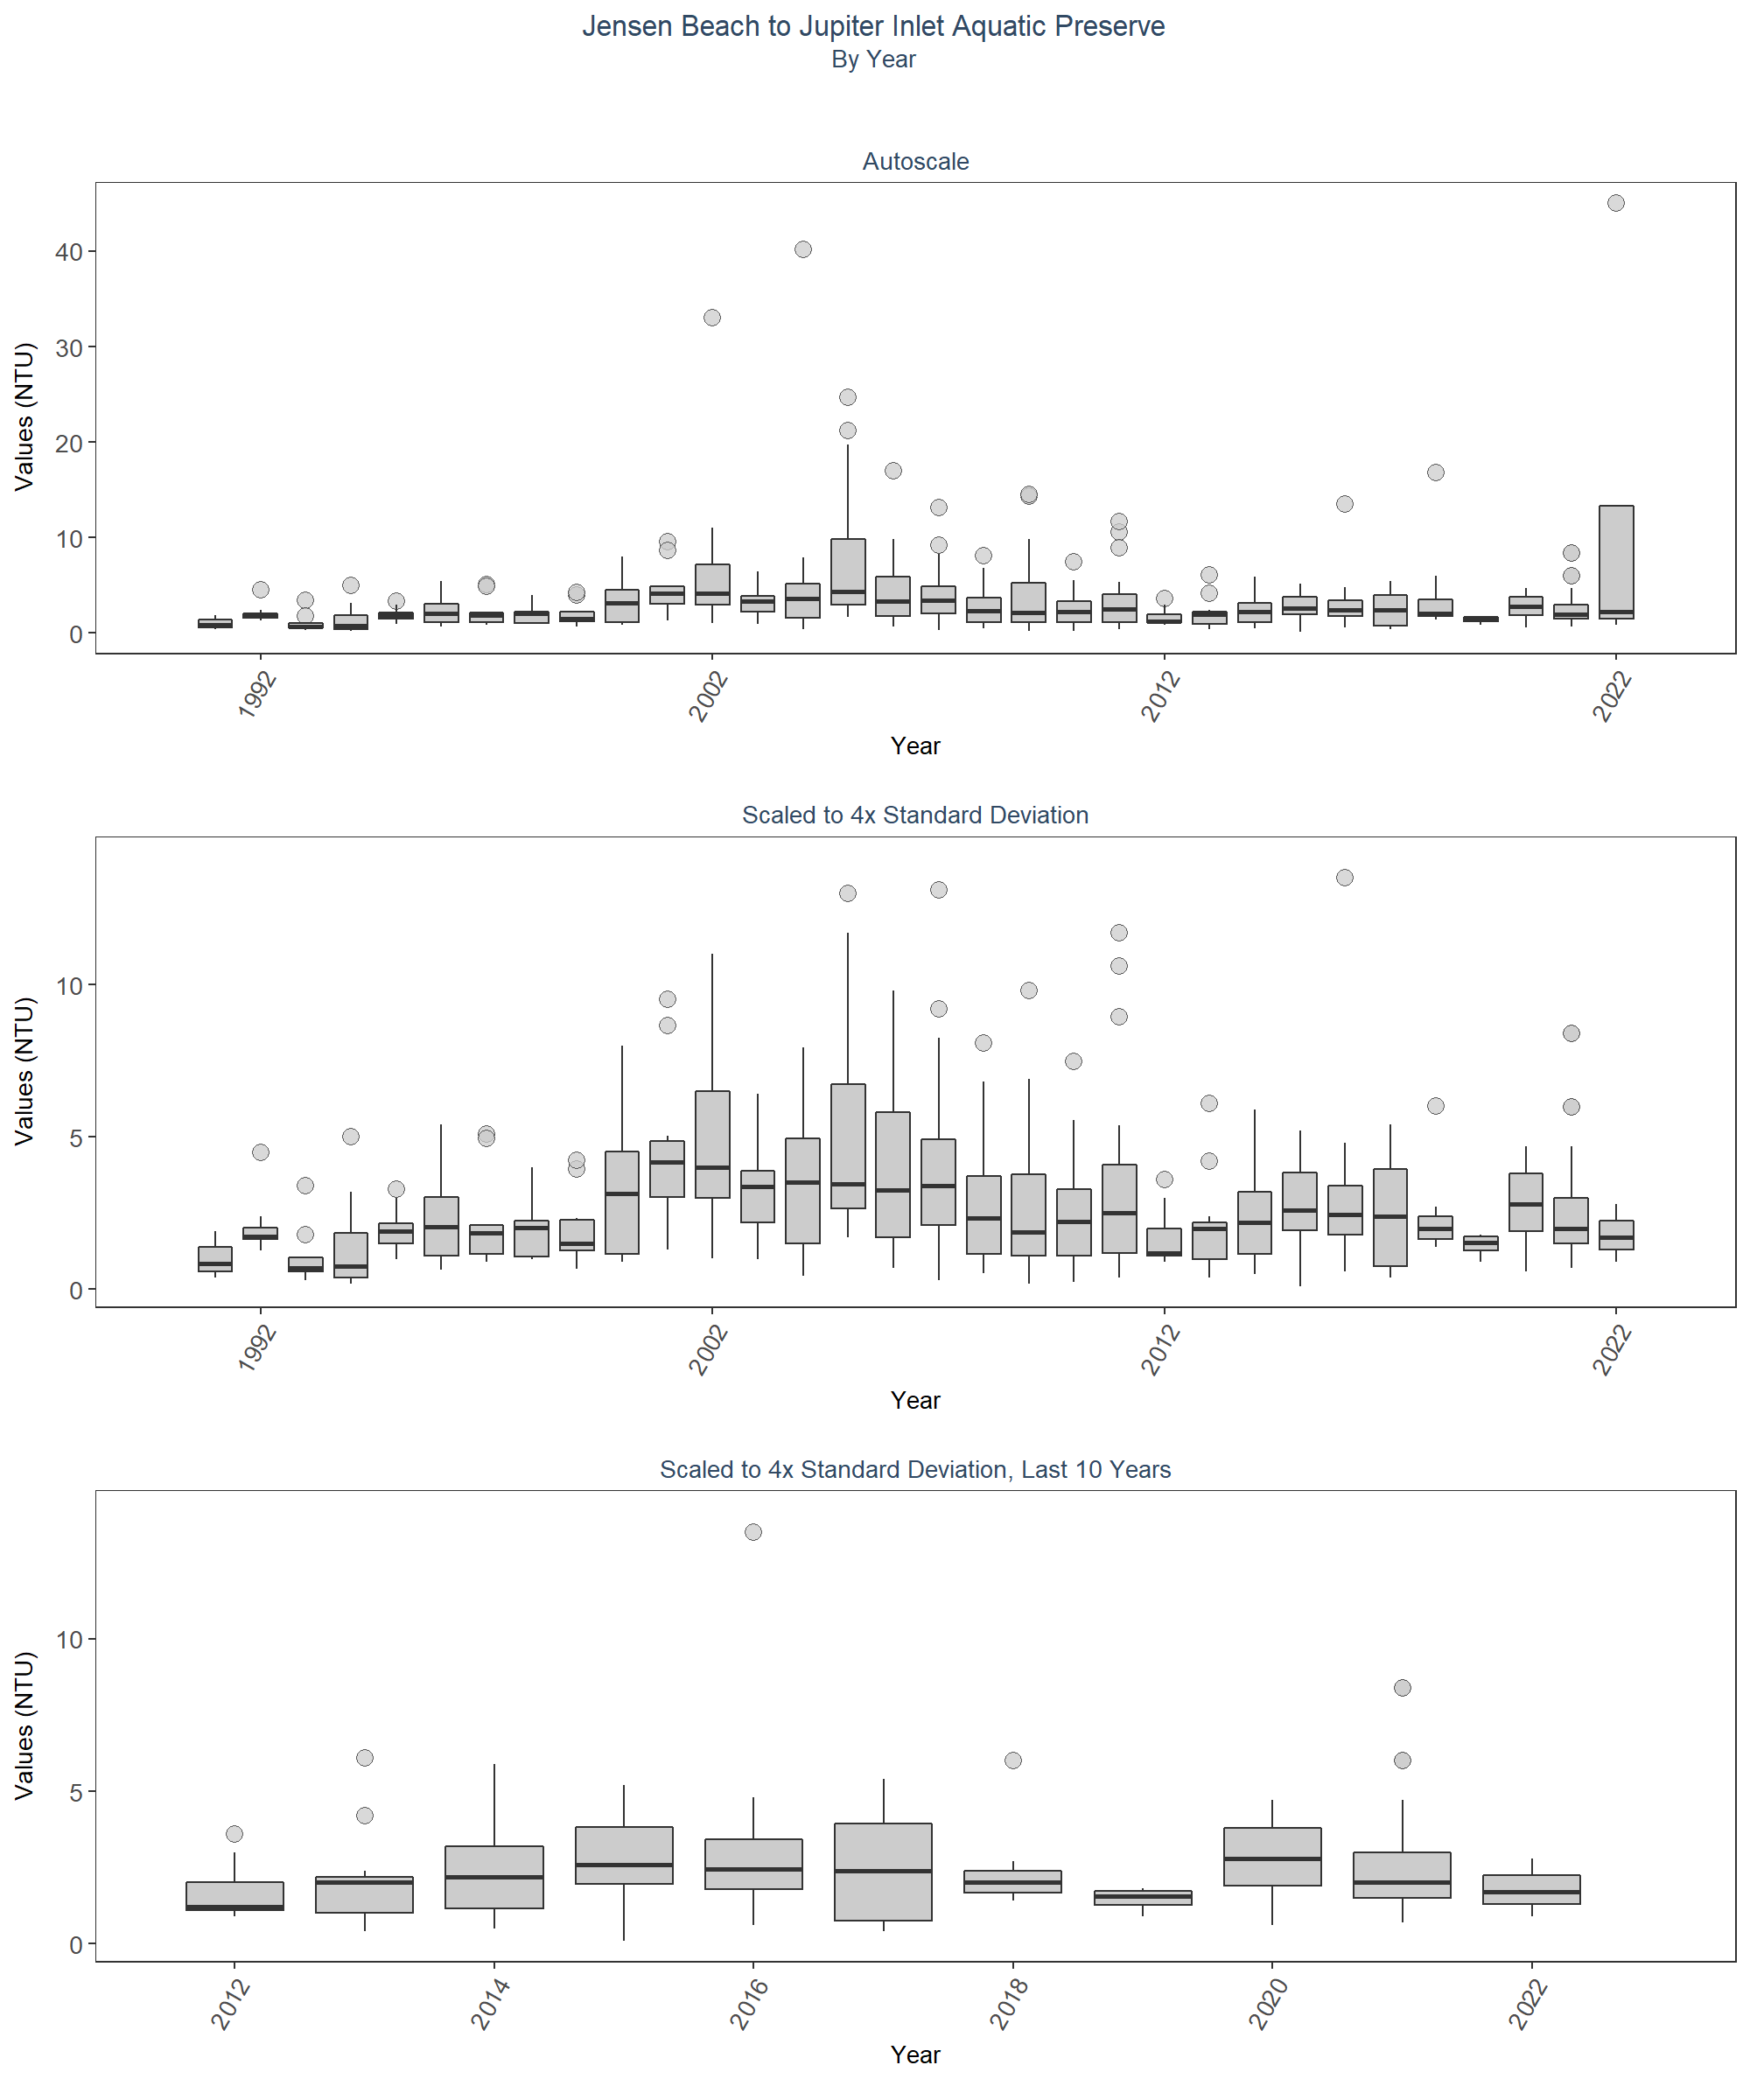 Jensen Beach to Jupiter Inlet Aquatic Preserve
By Year
Autoscale
Values (NTU)
40
30
20
10
0
1992
2002
2012
2022
Year
Scaled to 4x Standard Deviation
Values (NTU)
10
5
0
1992
2002
2012
2022
Year
Scaled to 4x Standard Deviation, Last 10 Years
Values (NTU)
10
5
0
2012
2014
2016
2018
2020
2022
Year